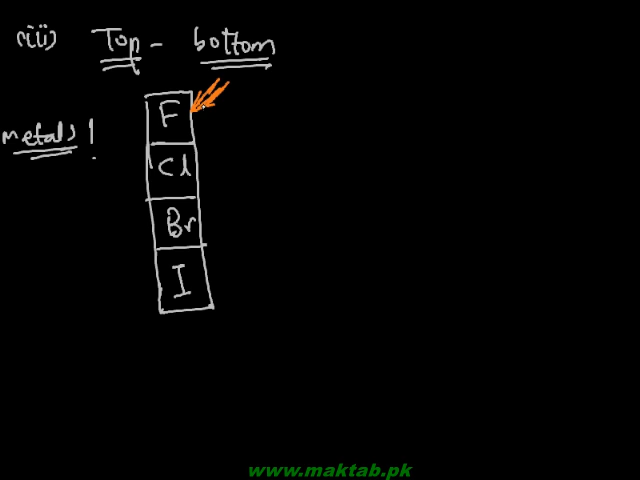 (iii) Top - bottom
metals!
F
Cl
Br
I
www.maktab.pk